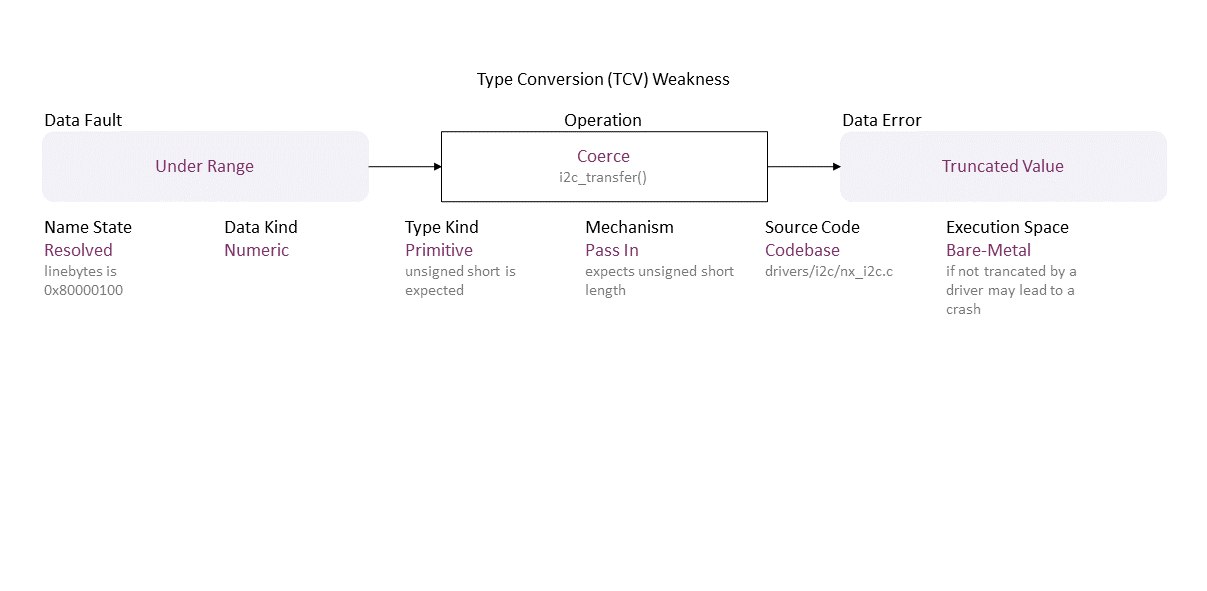 Type Conversion (TCV) Weakness
Data Fault
Operation
Data Error
Under Range
Coerce
i2c_transfer()
Truncated Value
Name State
Resolved
linebytes is
0x80000100
Data Kind
Numeric
Type Kind
Primitive
unsigned short is
expected
Mechanism
Pass In
expects unsigned short
length
Source Code
Codebase
drivers/i2c/nx_i2c.c
Execution Space
Bare-Metal
if not trancated by a
driver may lead to a
crash